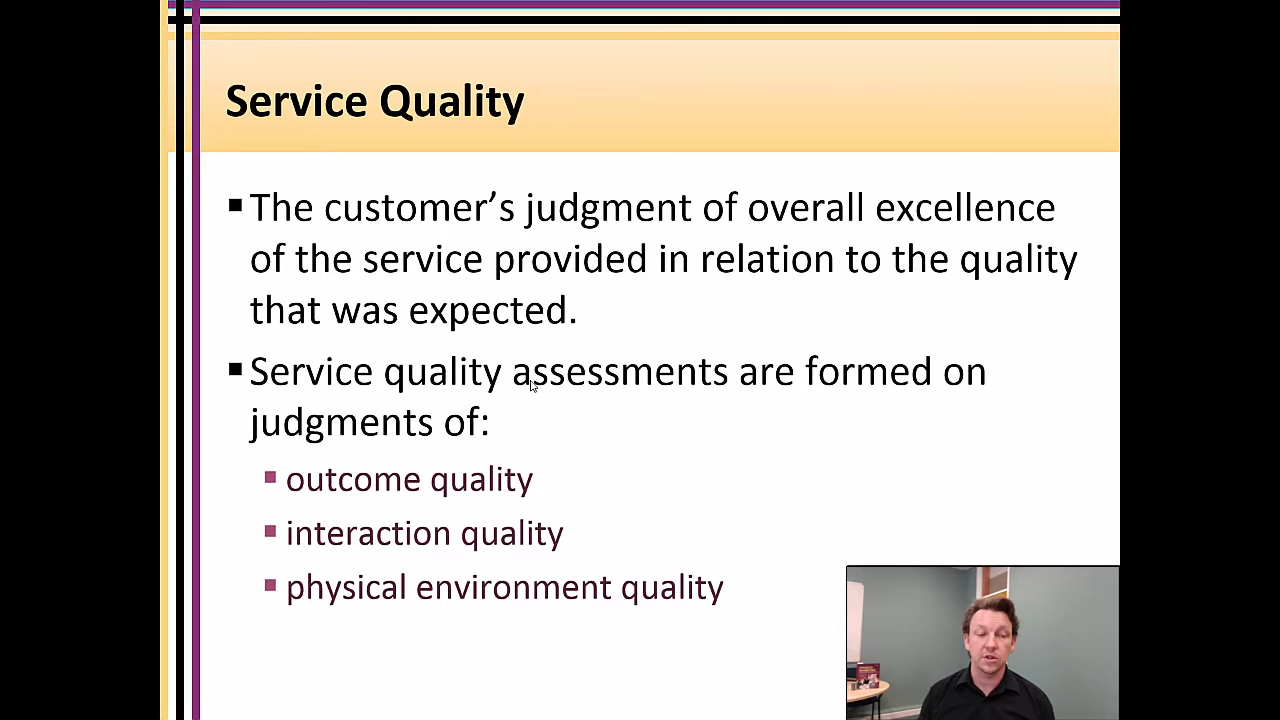 Service Quality
The customer’s judgment of overall excellence
of the service provided in relation to the quality
that was expected.
Service quality assessments are formed on
judgments of:
outcome quality
interaction quality
physical environment quality